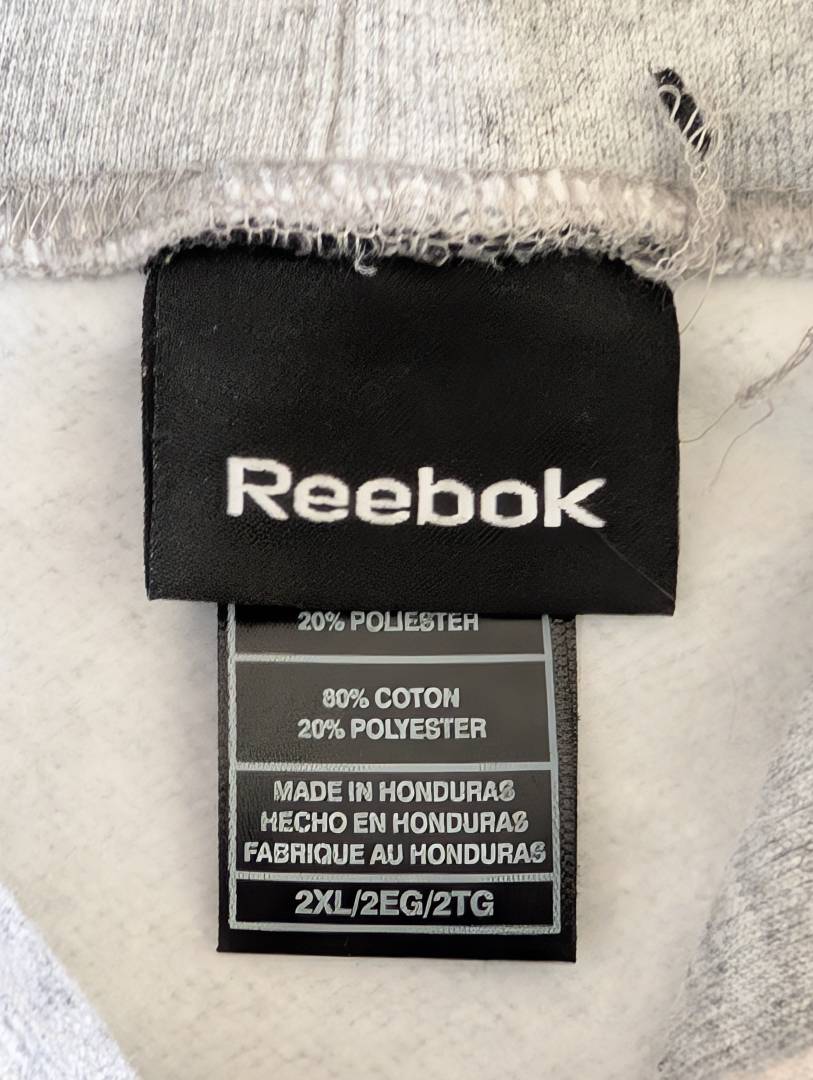 Reebok
20% POLIESTER
80% COTON
20% POLYESTER
MADE IN HONDURAS
HECHO EN HONDURAS
FABRIQUE AU HONDURAS
2XL/2EG/2TG